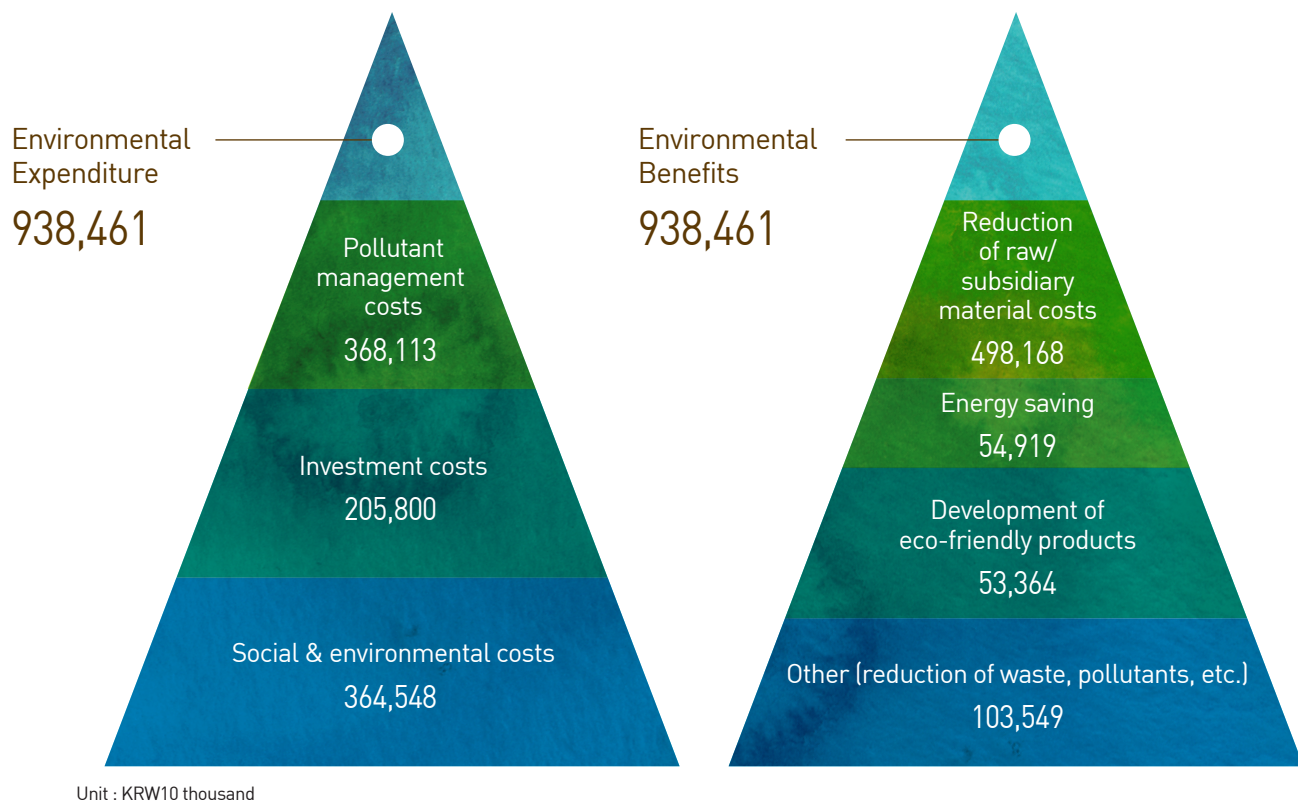 Environmental
Expenditure
938,461
Pollutant
management
costs
368,113
Investment costs
205,800
Social & environmental costs
364,548
Environmental
Benefits
938,461
Reduction
of raw/
subsidiary
material costs
498,168
Energy saving
54,919
Development of
eco-friendly products
53,364
Other (reduction of waste, pollutants, etc.)
103,549
Unit : KRW10 thousand